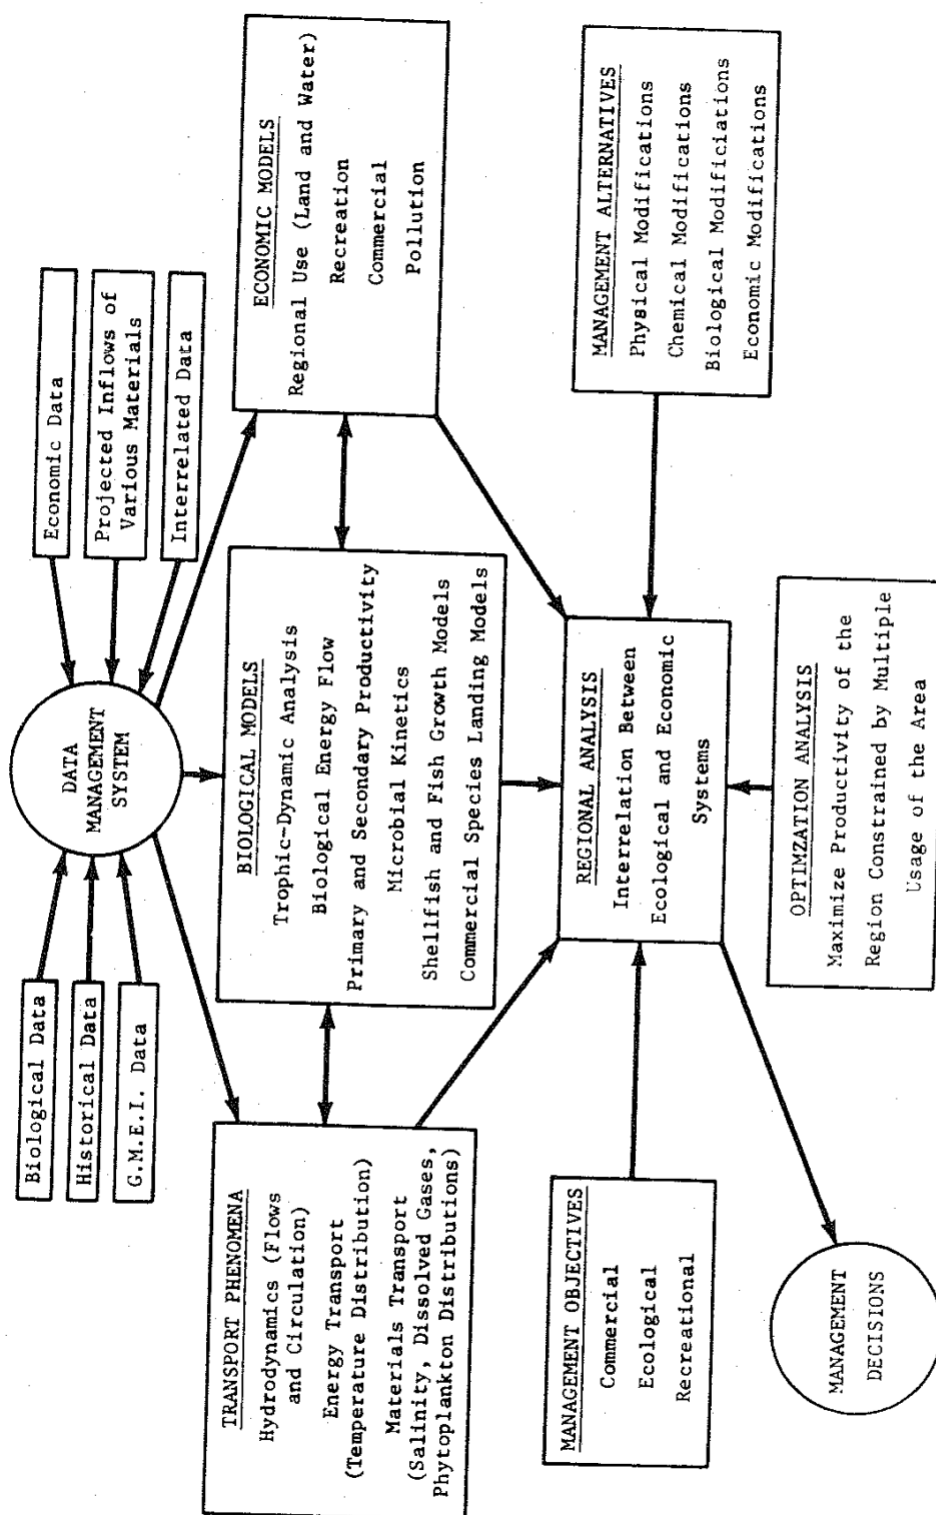 Biological Data
Historical Data
G.M.E.I. Data
DATA
MANAGEMENT
SYSTEM
Economic Data
Projected Inflows of
Various Materials
Interrelated Data
TRANSPORT PHENOMENA
Hydrodynamics (Flows
and Circulation)
Energy Transport
(Temperature Distribution)
Materials Transport
(Salinity, Dissolved Gases,
Phytoplankton Distributions)
BIOLOGICAL MODELS
Trophic-Dynamic Analysis
Biological Energy Flow
Primary and Secondary Productivity
Microbial Kinetics
Shellfish and Fish Growth Models
Commercial Species Landing Models
ECONOMIC MODELS
Regional Use (Land and Water)
Recreation
Commercial
Pollution
MANAGEMENT OBJECTIVES
Commercial
Ecological
Recreational
REGIONAL ANALYSIS
Interrelation Between
Ecological and Economic
Systems
MANAGEMENT ALTERNATIVES
Physical Modifications
Chemical Modifications
Biological Modificiations
Economic Modifications
MANAGEMENT
DECISIONS
OPTIMZATION ANALYSIS
Maximize Productivity of the
Region Constrained by Multiple
Usage of the Area